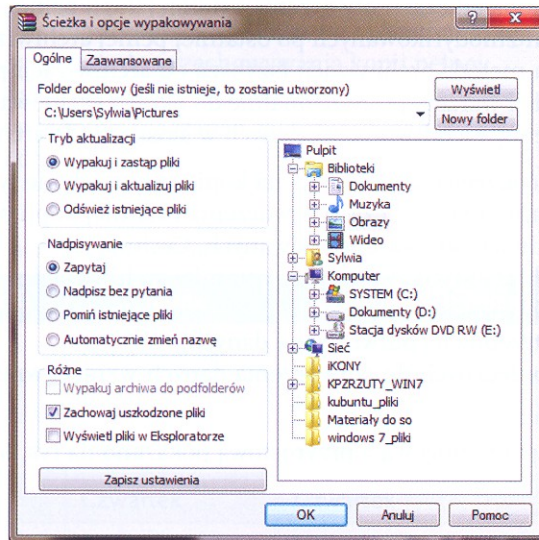 Ścieżka i opcje wypakowywania
Ogólne
Zaawansowane
Folder docelowy (jeśli nie istnieje, to zostanie utworzony)
Wyświetl
C:\Users\Sylwia\Pictures
Nowy folder
Tryb aktualizacji
Wypakuj i zastąp pliki
Wypakuj i aktualizuj pliki
Odśwież istniejące pliki
Nadpisywanie
Zapytaj
Nadpisz bez pytania
Pomiń istniejące pliki
Automatycznie zmień nazwę
Różne
Wypakuj archiwa do podfolderów
Zachowaj uszkodzone pliki
Wyświetl pliki w Eksploratorze
Zapisz ustawienia
Pulpit
Biblioteki
Dokumenty
Muzyka
Obrazy
Wideo
Sylwia
Komputer
SYSTEM (C:)
Dokumenty (D:)
Stacja dysków DVD RW (E:)
Sieć
iKONY
KPZRZUTY_WIN7
kubuntu_pliki
Materiały do so
windows 7_pliki
OK
Anuluj
Pomoc